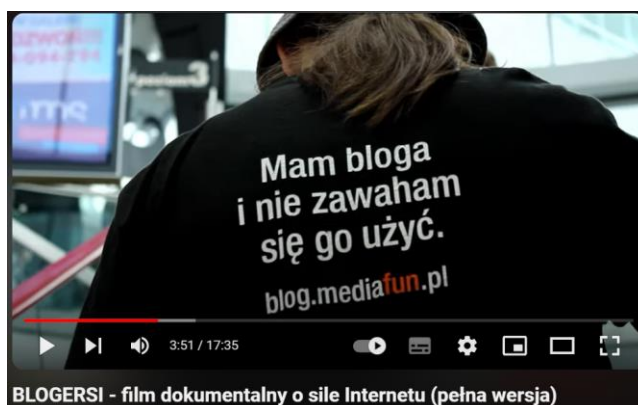 Mam bloga
i nie zawaham
się go użyć.
blog.mediafun.pl
3:51 / 17:35
BLOGERSI - film dokumentalny o sile Internetu (pełna wersja)